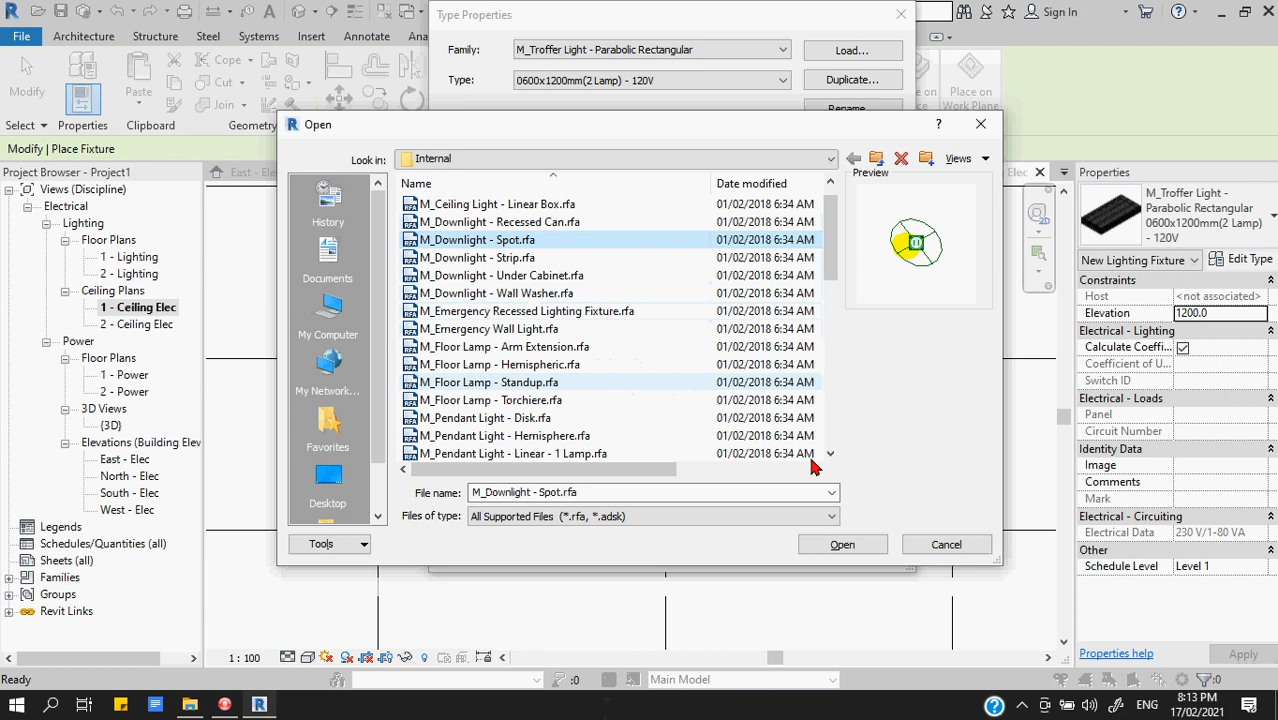 Sign In
File
Architecture
Structure
Steel
Systems
Insert
Annotate
Modify
Cope
Cut
Join
Paste
Select
Properties
Clipboard
Geometry
Place on
Work Plane
Modify | Place Fixture
Type Properties
Family:
M_Troffer Light - Parabolic Rectangular
Load...
Type:
0600x1200mm(2 Lamp) - 120V
Duplicate...
Rename...
Project Browser - Project1
Views (Discipline)
Electrical
Lighting
Floor Plans
1 - Lighting
2 - Lighting
Ceiling Plans
1 - Ceiling Elec
2 - Ceiling Elec
Power
Floor Plans
1 - Power
2 - Power
3D Views
{3D}
Elevations (Building Elev
East - Elec
North - Elec
South - Elec
West - Elec
Legends
Schedules/Quantities (all)
Sheets (all)
Families
Groups
Revit Links
East - Ele
Elec
Open
Look in:
Internal
Views
Preview
History
Documents
My Computer
My Network...
Favorites
Desktop
Name
Date modified
M_Ceiling Light - Linear Box.rfa 01/02/2018 6:34 AM
M_Downlight - Recessed Can.rfa 01/02/2018 6:34 AM
M_Downlight - Spot.rfa 01/02/2018 6:34 AM
M_Downlight - Strip.rfa 01/02/2018 6:34 AM
M_Downlight - Under Cabinet.rfa 01/02/2018 6:34 AM
M_Downlight - Wall Washer.rfa 01/02/2018 6:34 AM
M_Emergency Recessed Lighting Fixture.rfa 01/02/2018 6:34 AM
M_Emergency Wall Light.rfa 01/02/2018 6:34 AM
M_Floor Lamp - Arm Extension.rfa 01/02/2018 6:34 AM
M_Floor Lamp - Hemispheric.rfa 01/02/2018 6:34 AM
M_Floor Lamp - Standup.rfa 01/02/2018 6:34 AM
M_Floor Lamp - Torchiere.rfa 01/02/2018 6:34 AM
M_Pendant Light - Disk.rfa 01/02/2018 6:34 AM
M_Pendant Light - Hemisphere.rfa 01/02/2018 6:34 AM
M_Pendant Light - Linear - 1 Lamp.rfa 01/02/2018 6:34 AM
File name:
M_Downlight - Spot.rfa
Files of type:
All Supported Files (*.rfa, *.adsk)
Tools
Open
Cancel
Properties
M_Troffer Light -
Parabolic Rectangular
0600x1200mm(2 Lamp)
- 120V
New Lighting Fixture
Edit Type
Constraints
Host <not associated>
Elevation 1200.0
Electrical - Lighting
Calculate Coeffi...
Coefficient of U...
Switch ID
Electrical - Loads
Panel
Circuit Number
Identity Data
Image
Comments
Mark
Electrical - Circuiting
Electrical Data 230 V/1-80 VA
Other
Schedule Level Level 1
Properties help
Apply
1 : 100
Ready
:0
Main Model
:0
ENG
8:13 PM
17/02/2021